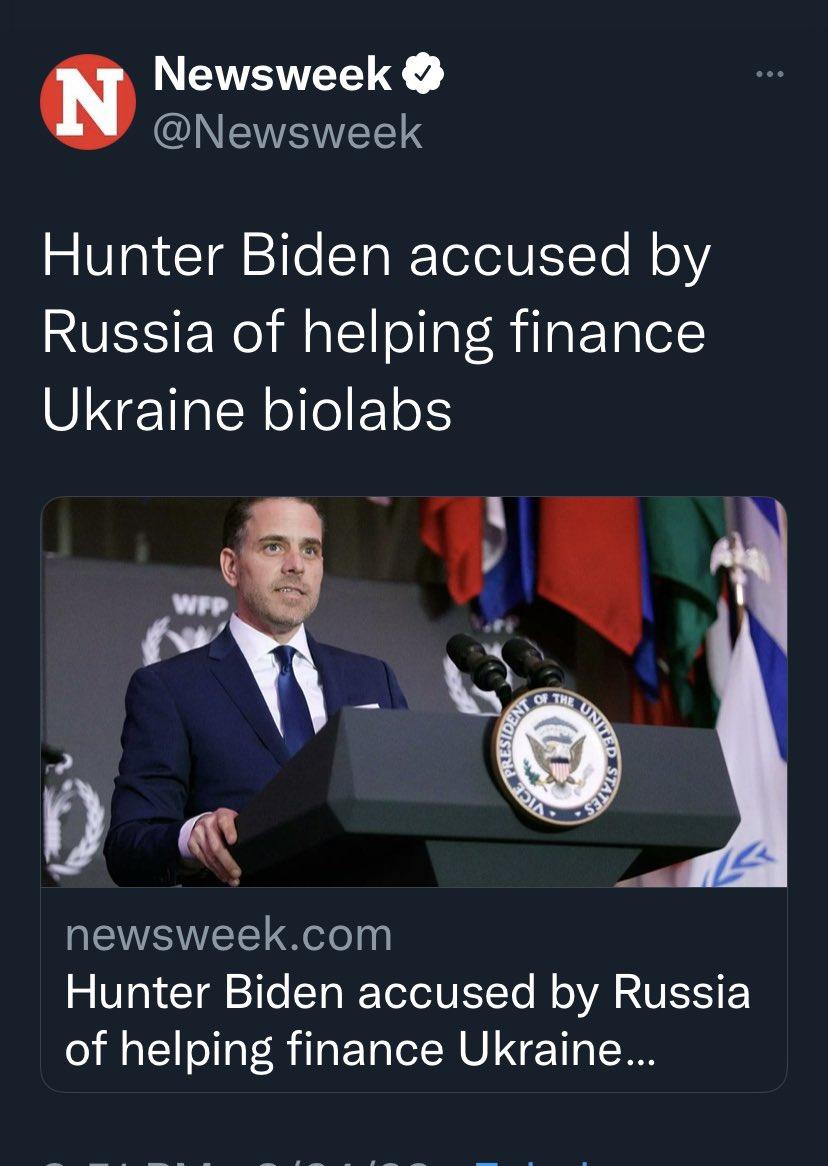 Newsweek
@Newsweek
Hunter Biden accused by
Russia of helping finance
Ukraine biolabs
WFP
VICE PRESIDENT OF THE UNITED STATES
newsweek.com
Hunter Biden accused by Russia
of helping finance Ukraine...